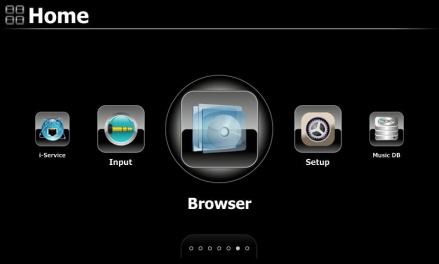 Home
i-Service
Input
Browser
Setup
Music DB